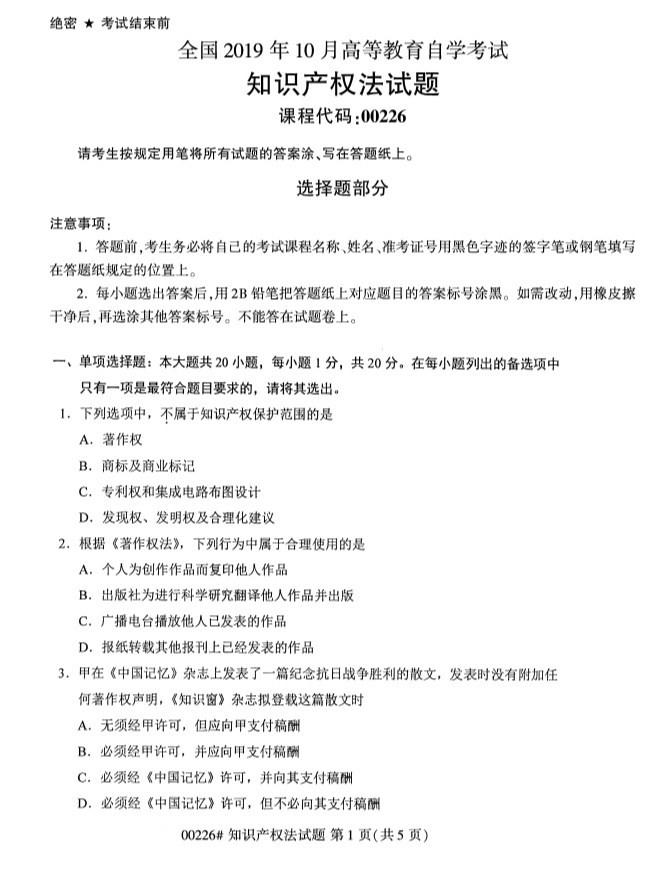 绝密 ★ 考试结束前
全国 2019 年 10 月高等教育自学考试
知识产权法试题
课程代码:00226
请考生按规定用笔将所有试题的答案涂、写在答题纸上。
选择题部分
注意事项:
1. 答题前,考生务必将自己的考试课程名称、姓名、准考证号用黑色字迹的签字笔或钢笔填写
在答题纸规定的位置上。
2. 每小题选出答案后,用 2B 铅笔把答题纸上对应题目的答案标号涂黑。如需改动,用橡皮擦
干净后,再选涂其他答案标号。不能答在试题卷上。
一、单项选择题：本大题共 20 小题，每小题 1 分，共 20 分。在每小题列出的备选项中
只有一项是最符合题目要求的，请将其选出。
1．下列选项中，不属于知识产权保护范围的是
A．著作权
B．商标及商业标记
C．专利权和集成电路布图设计
D．发现权、发明权及合理化建议
2．根据《著作权法》，下列行为中属于合理使用的是
A．个人为创作作品而复印他人作品
B．出版社为进行科学研究翻译他人作品并出版
C．广播电台播放他人已发表的作品
D．报纸转载其他报刊上已经发表的作品
3．甲在《中国记忆》杂志上发表了一篇纪念抗日战争胜利的散文，发表时没有附加任
何著作权声明，《知识窗》杂志拟登载这篇散文时
A．无须经甲许可，但应向甲支付稿酬
B．必须经甲许可，并应向甲支付稿酬
C．必须经《中国记忆》许可，并向其支付稿酬
D．必须经《中国记忆》许可，但不必向其支付稿酬
00226# 知识产权法试题 第 1 页(共 5 页)